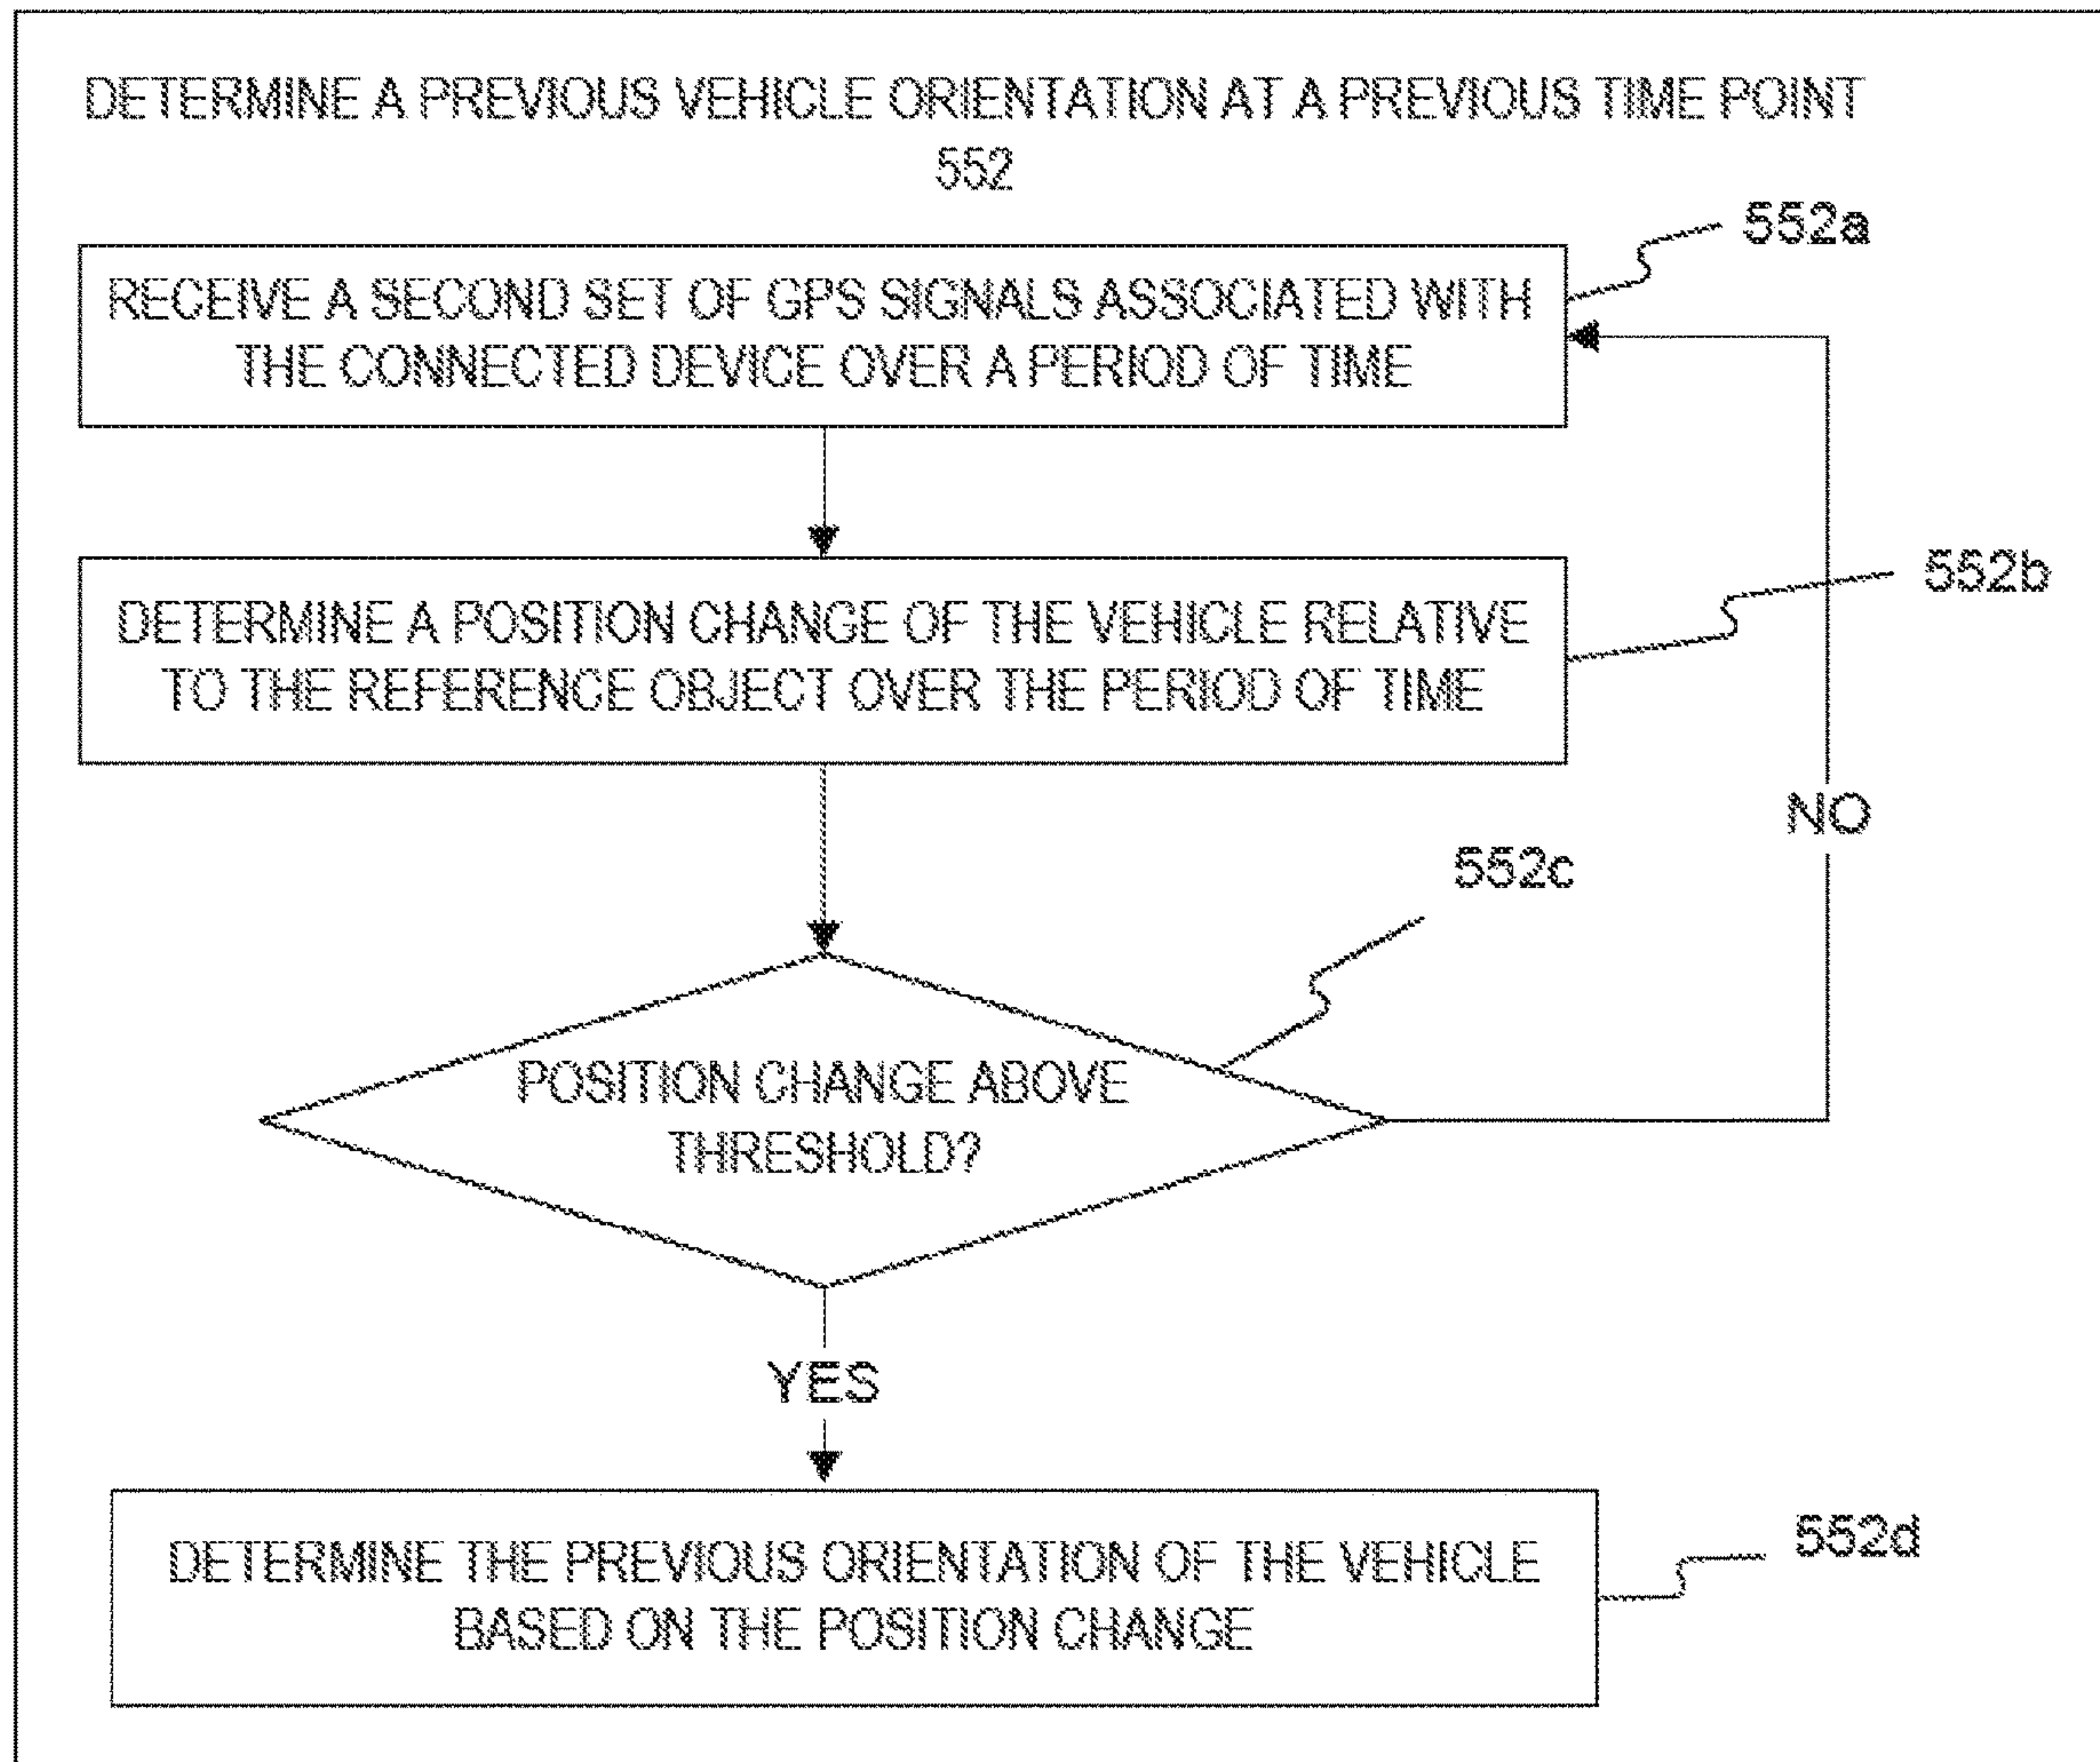 DETERMINE A PREVIOUS VEHICLE ORIENTATION AT A PREVIOUS TIME POINT
552
552a
RECEIVE A SECOND SET OF GPS SIGNALS ASSOCIATED WITH
THE CONNECTED DEVICE OVER A PERIOD OF TIME
552b
DETERMINE A POSITION CHANGE OF THE VEHICLE RELATIVE
TO THE REFERENCE OBJECT OVER THE PERIOD OF TIME
NO
552c
POSITION CHANGE ABOVE
THRESHOLD?
YES
552d
DETERMINE THE PREVIOUS ORIENTATION OF THE VEHICLE
BASED ON THE POSITION CHANGE